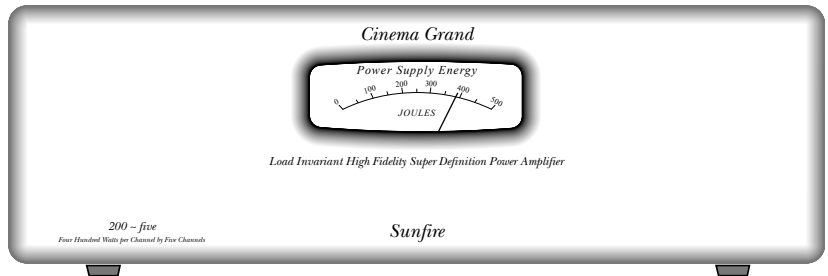 Cinema Grand
Power Supply Energy
0 100 200 300 400 500
JOULES
Load Invariant High Fidelity Super Definition Power Amplifier
200 ~ five
Four Hundred Watts per Channel by Five Channels
Sunfire